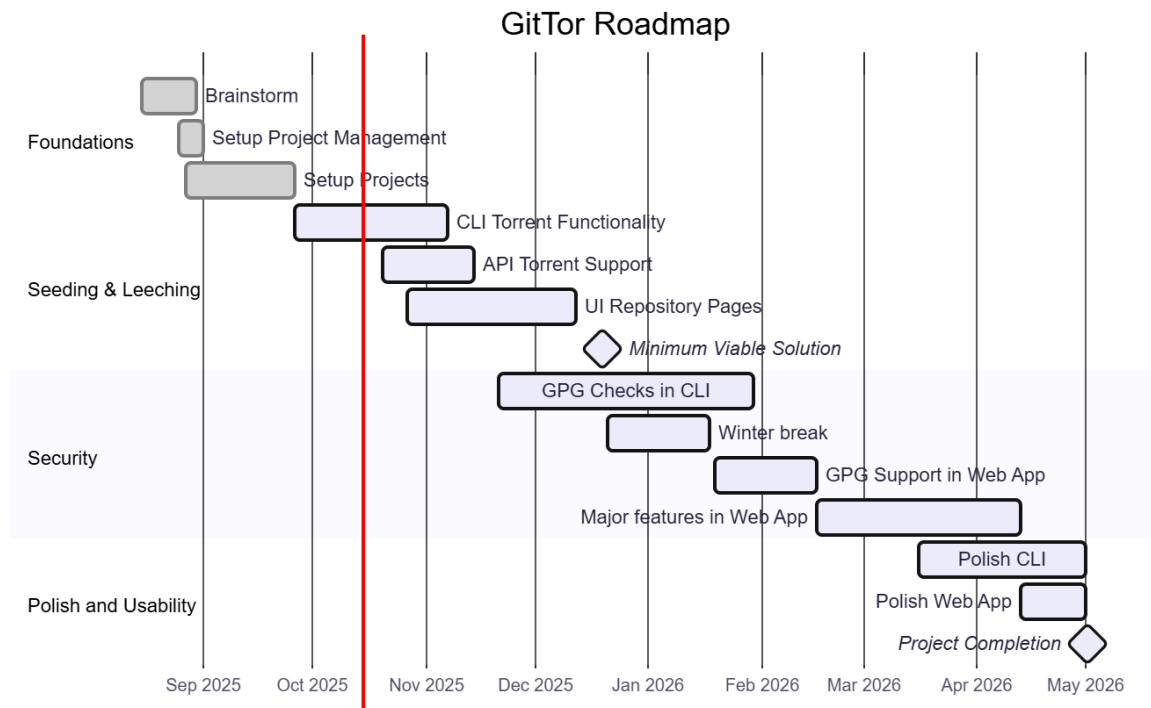 GitTor Roadmap
Brainstorm
Foundations
Setup Project Management
Setup Projects
CLI Torrent Functionality
API Torrent Support
Seeding & Leeching
UI Repository Pages
Minimum Viable Solution
GPG Checks in CLI
Winter break
Security
GPG Support in Web App
Major features in Web App
Polish CLI
Polish Web App
Polish and Usability
Project Completion
Sep 2025 Oct 2025 Nov 2025 Dec 2025 Jan 2026 Feb 2026 Mar 2026 Apr 2026 May 2026